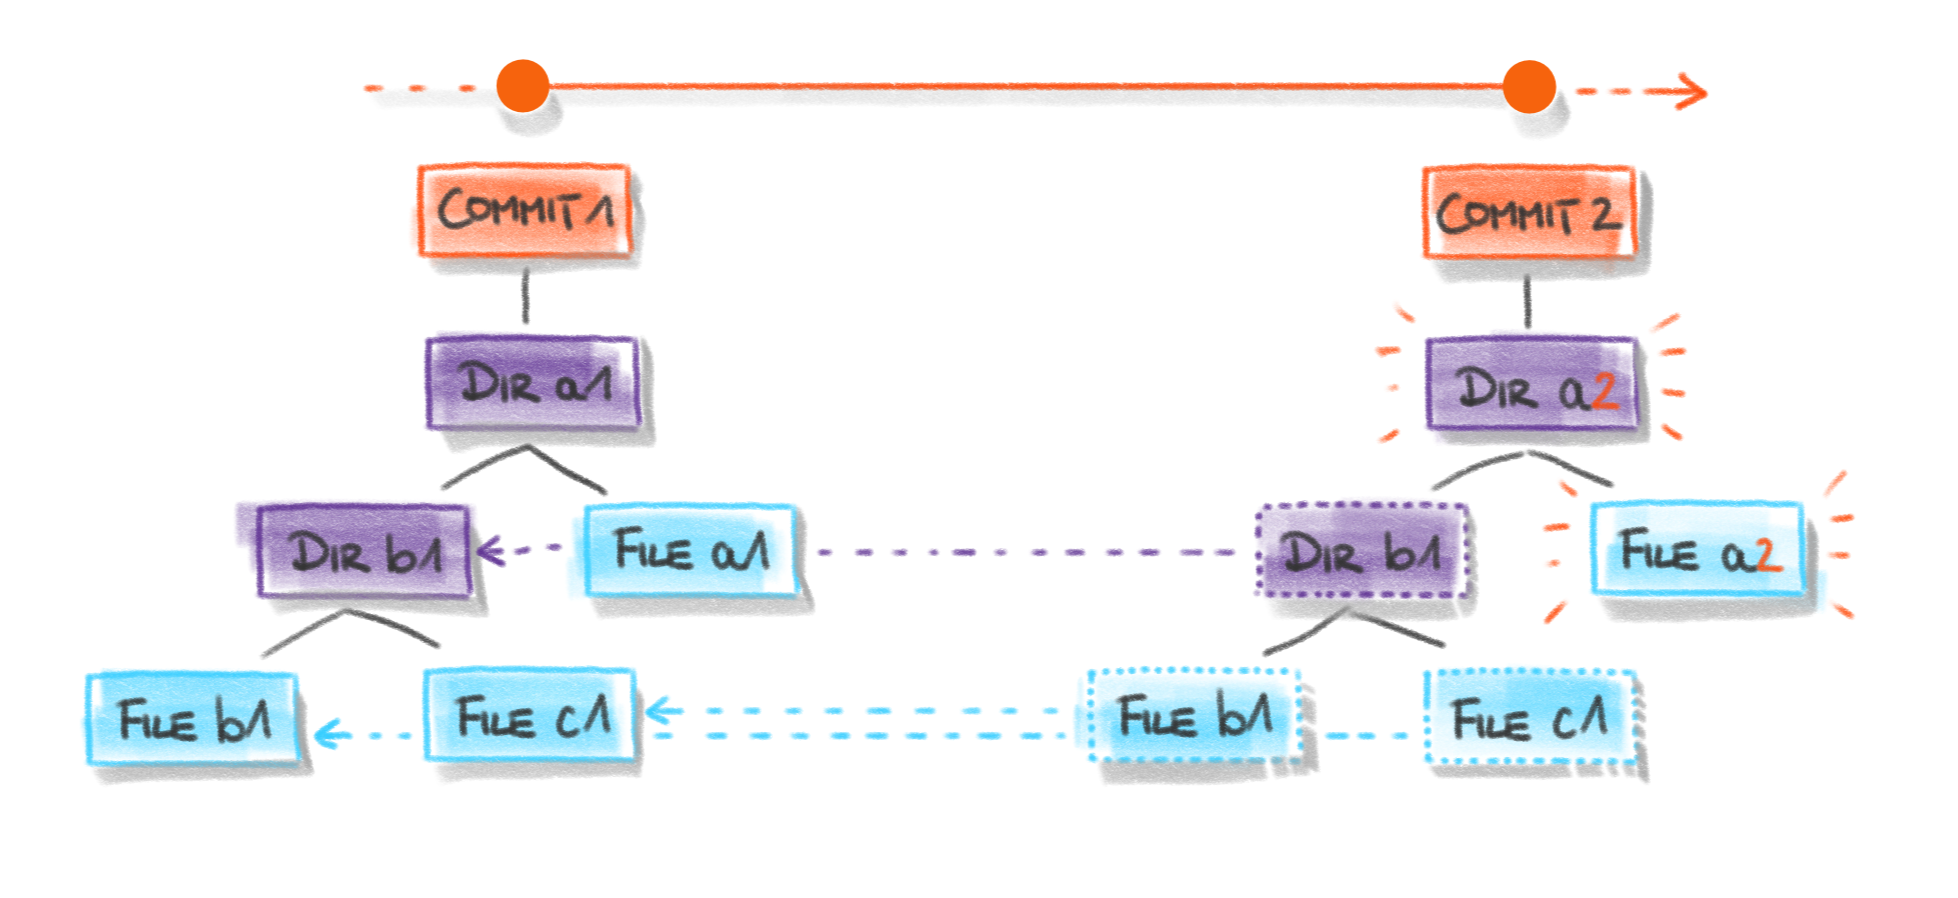 COMMIT 1
COMMIT 2
DIR a1
DIR a2
DIR b1
FILE a1
DIR b1
FILE a2
FILE b1
FILE c1
FILE b1
FILE c1